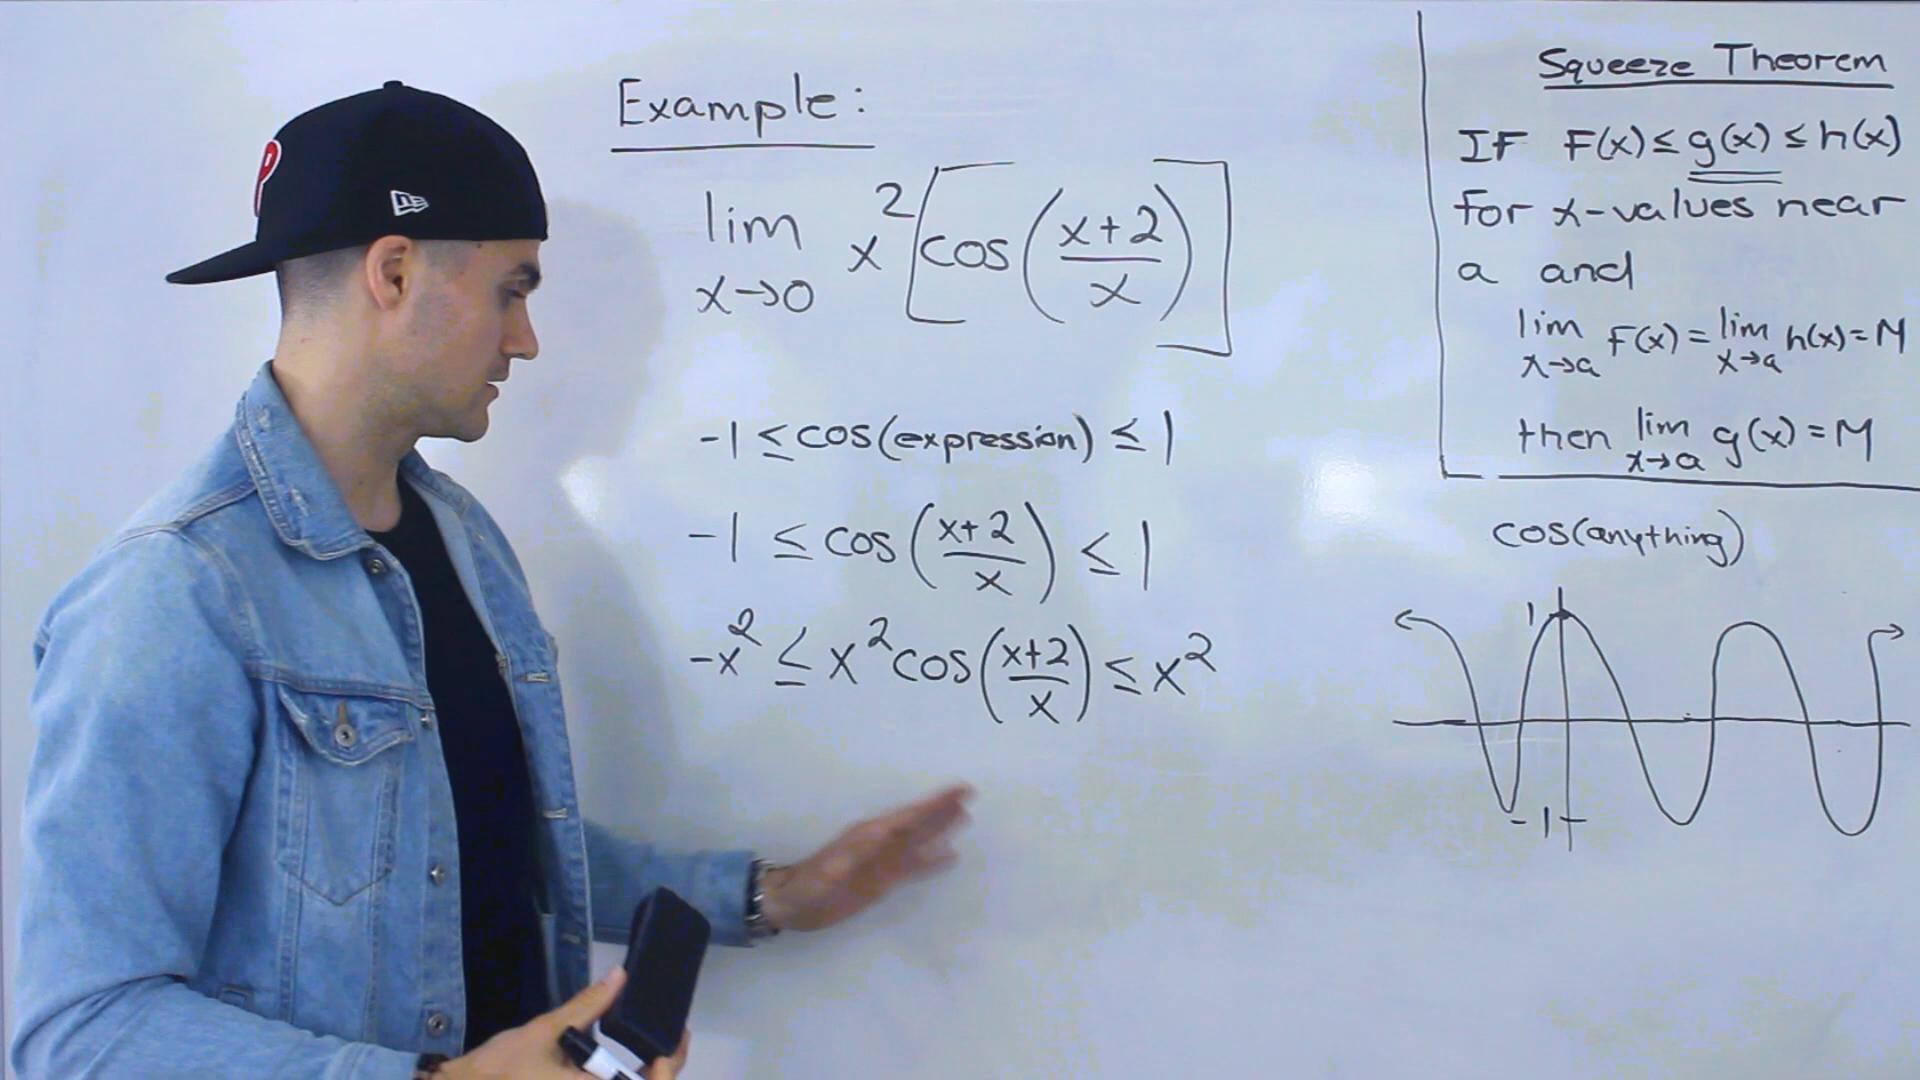 Example:
lim x→0 x² [cos((x+2)/x)]
-1 ≤ cos(expression) ≤ 1
-1 ≤ cos((x+2)/x) ≤ 1
-x² ≤ x² cos((x+2)/x) ≤ x²
Squeeze Theorem
IF F(x) ≤ g(x) ≤ h(x)
For x-values near
a and
lim x→a F(x) = lim x→a h(x) = M
then lim x→a g(x) = M
cos(anything)
1
-1
P
NE